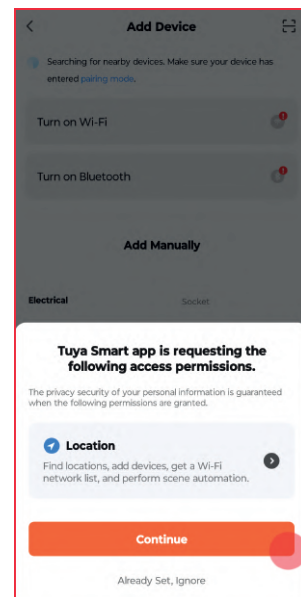 Add Device
Searching for nearby devices. Make sure your device has
entered pairing mode.
Turn on Wi-Fi
Turn on Bluetooth
Add Manually
Electrical
Socket
Tuya Smart app is requesting the
following access permissions.
The privacy security of your personal information is guaranteed
when the following permissions are granted.
Location
Find locations, add devices, get a Wi-Fi
network list, and perform scene automation.
Continue
Already Set, Ignore